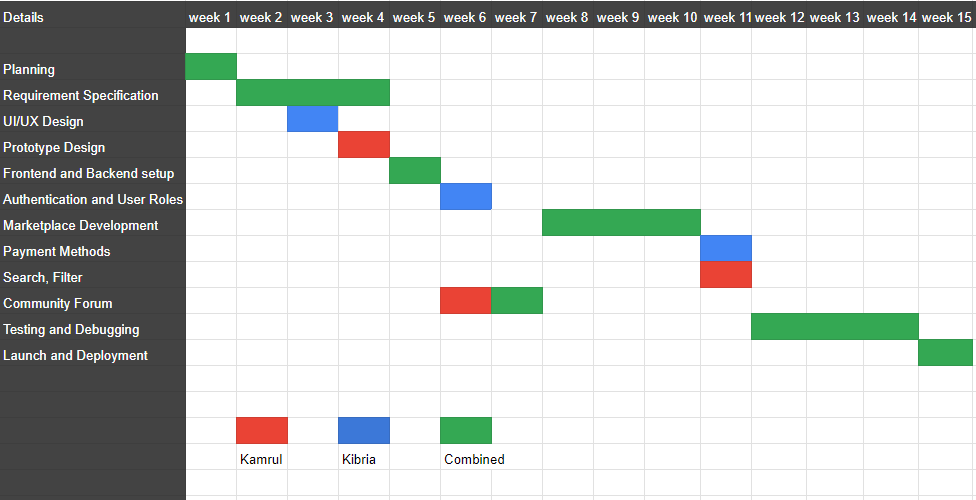 Details week 1 week 2 week 3 week 4 week 5 week 6 week 7 week 8 week 9 week 10 week 11 week 12 week 13 week 14 week 15
Planning
Requirement Specification
UI/UX Design
Prototype Design
Frontend and Backend setup
Authentication and User Roles
Marketplace Development
Payment Methods
Search, Filter
Community Forum
Testing and Debugging
Launch and Deployment
Kamrul Kibria Combined